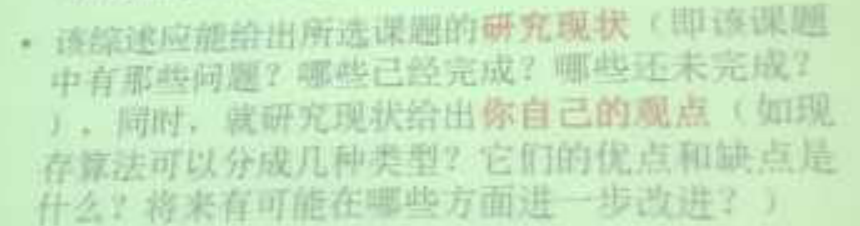 • 该综述应能给出所选课题的研究现状（即该课题
中有那些问题？哪些已经完成？哪些还未完成？
），同时，就研究现状给出你自己的观点（如现
存算法可以分成几种类型？它们的优点和缺点是
什么？将来有可能在哪些方面进一步改进？）